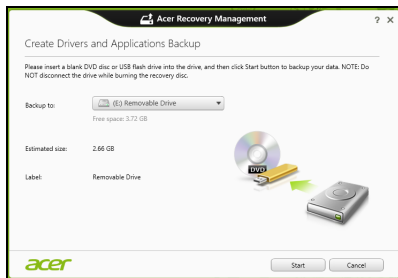 Acer Recovery Management
? ×
Create Drivers and Applications Backup
Please insert a blank DVD disc or USB flash drive into the drive, and then click Start button to backup your data. NOTE: Do
NOT disconnect the drive while burning the recovery disc.
Backup to: (E:) Removable Drive
Free space: 3.72 GB
Estimated size: 2.66 GB
DVD
Label: Removable Drive
acer Start Cancel